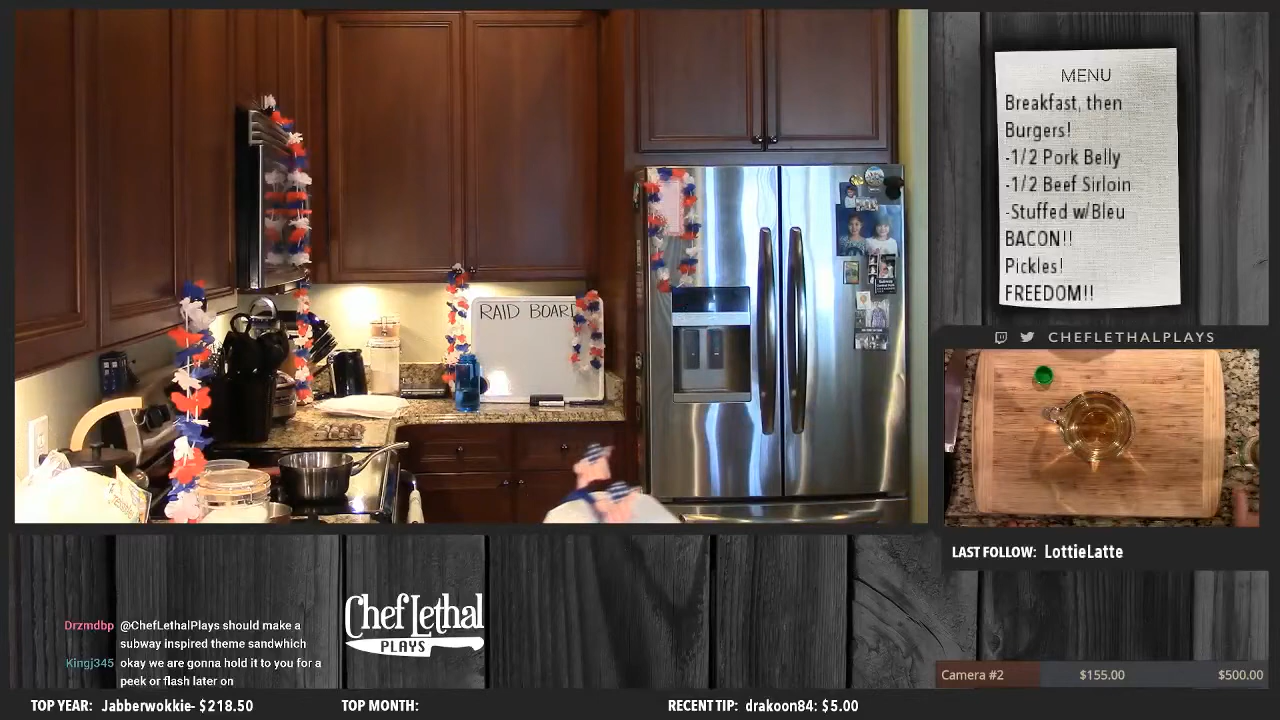 MENU
Breakfast, then
Burgers!
-1/2 Pork Belly
-1/2 Beef Sirloin
-Stuffed w/Bleu
BACON!!
Pickles!
FREEDOM!!
RAID BOARD
CHEFLETHALPLAYS
LAST FOLLOW: LottieLatte
Drzmdbp @ChefLethalPlays should make a
subway inspired theme sandwhich
Kingj345 okay we are gonna hold it to you for a
peek or flash later on
Chef Lethal
PLAYS
Camera #2 $155.00 $500.00
TOP YEAR: Jabberwokkie- $218.50 TOP MONTH: RECENT TIP: drakoon84: $5.00